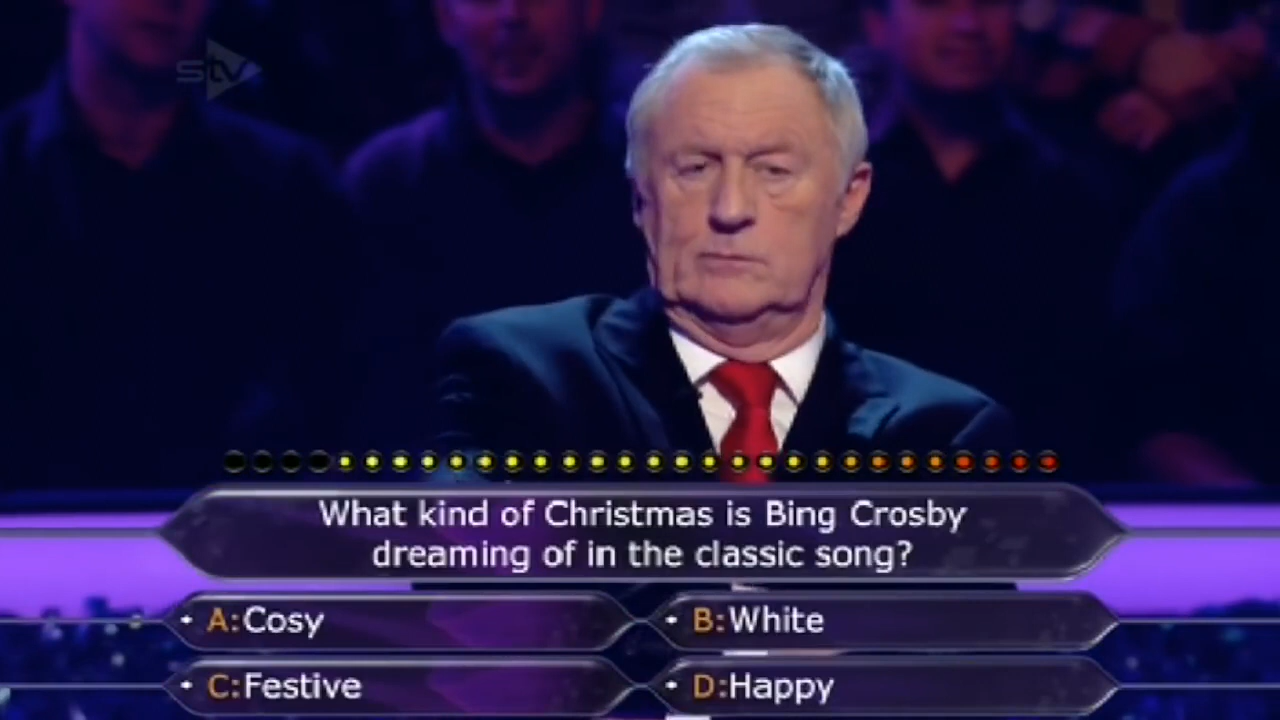 STV
What kind of Christmas is Bing Crosby
dreaming of in the classic song?
A:Cosy
B:White
C:Festive
D:Happy